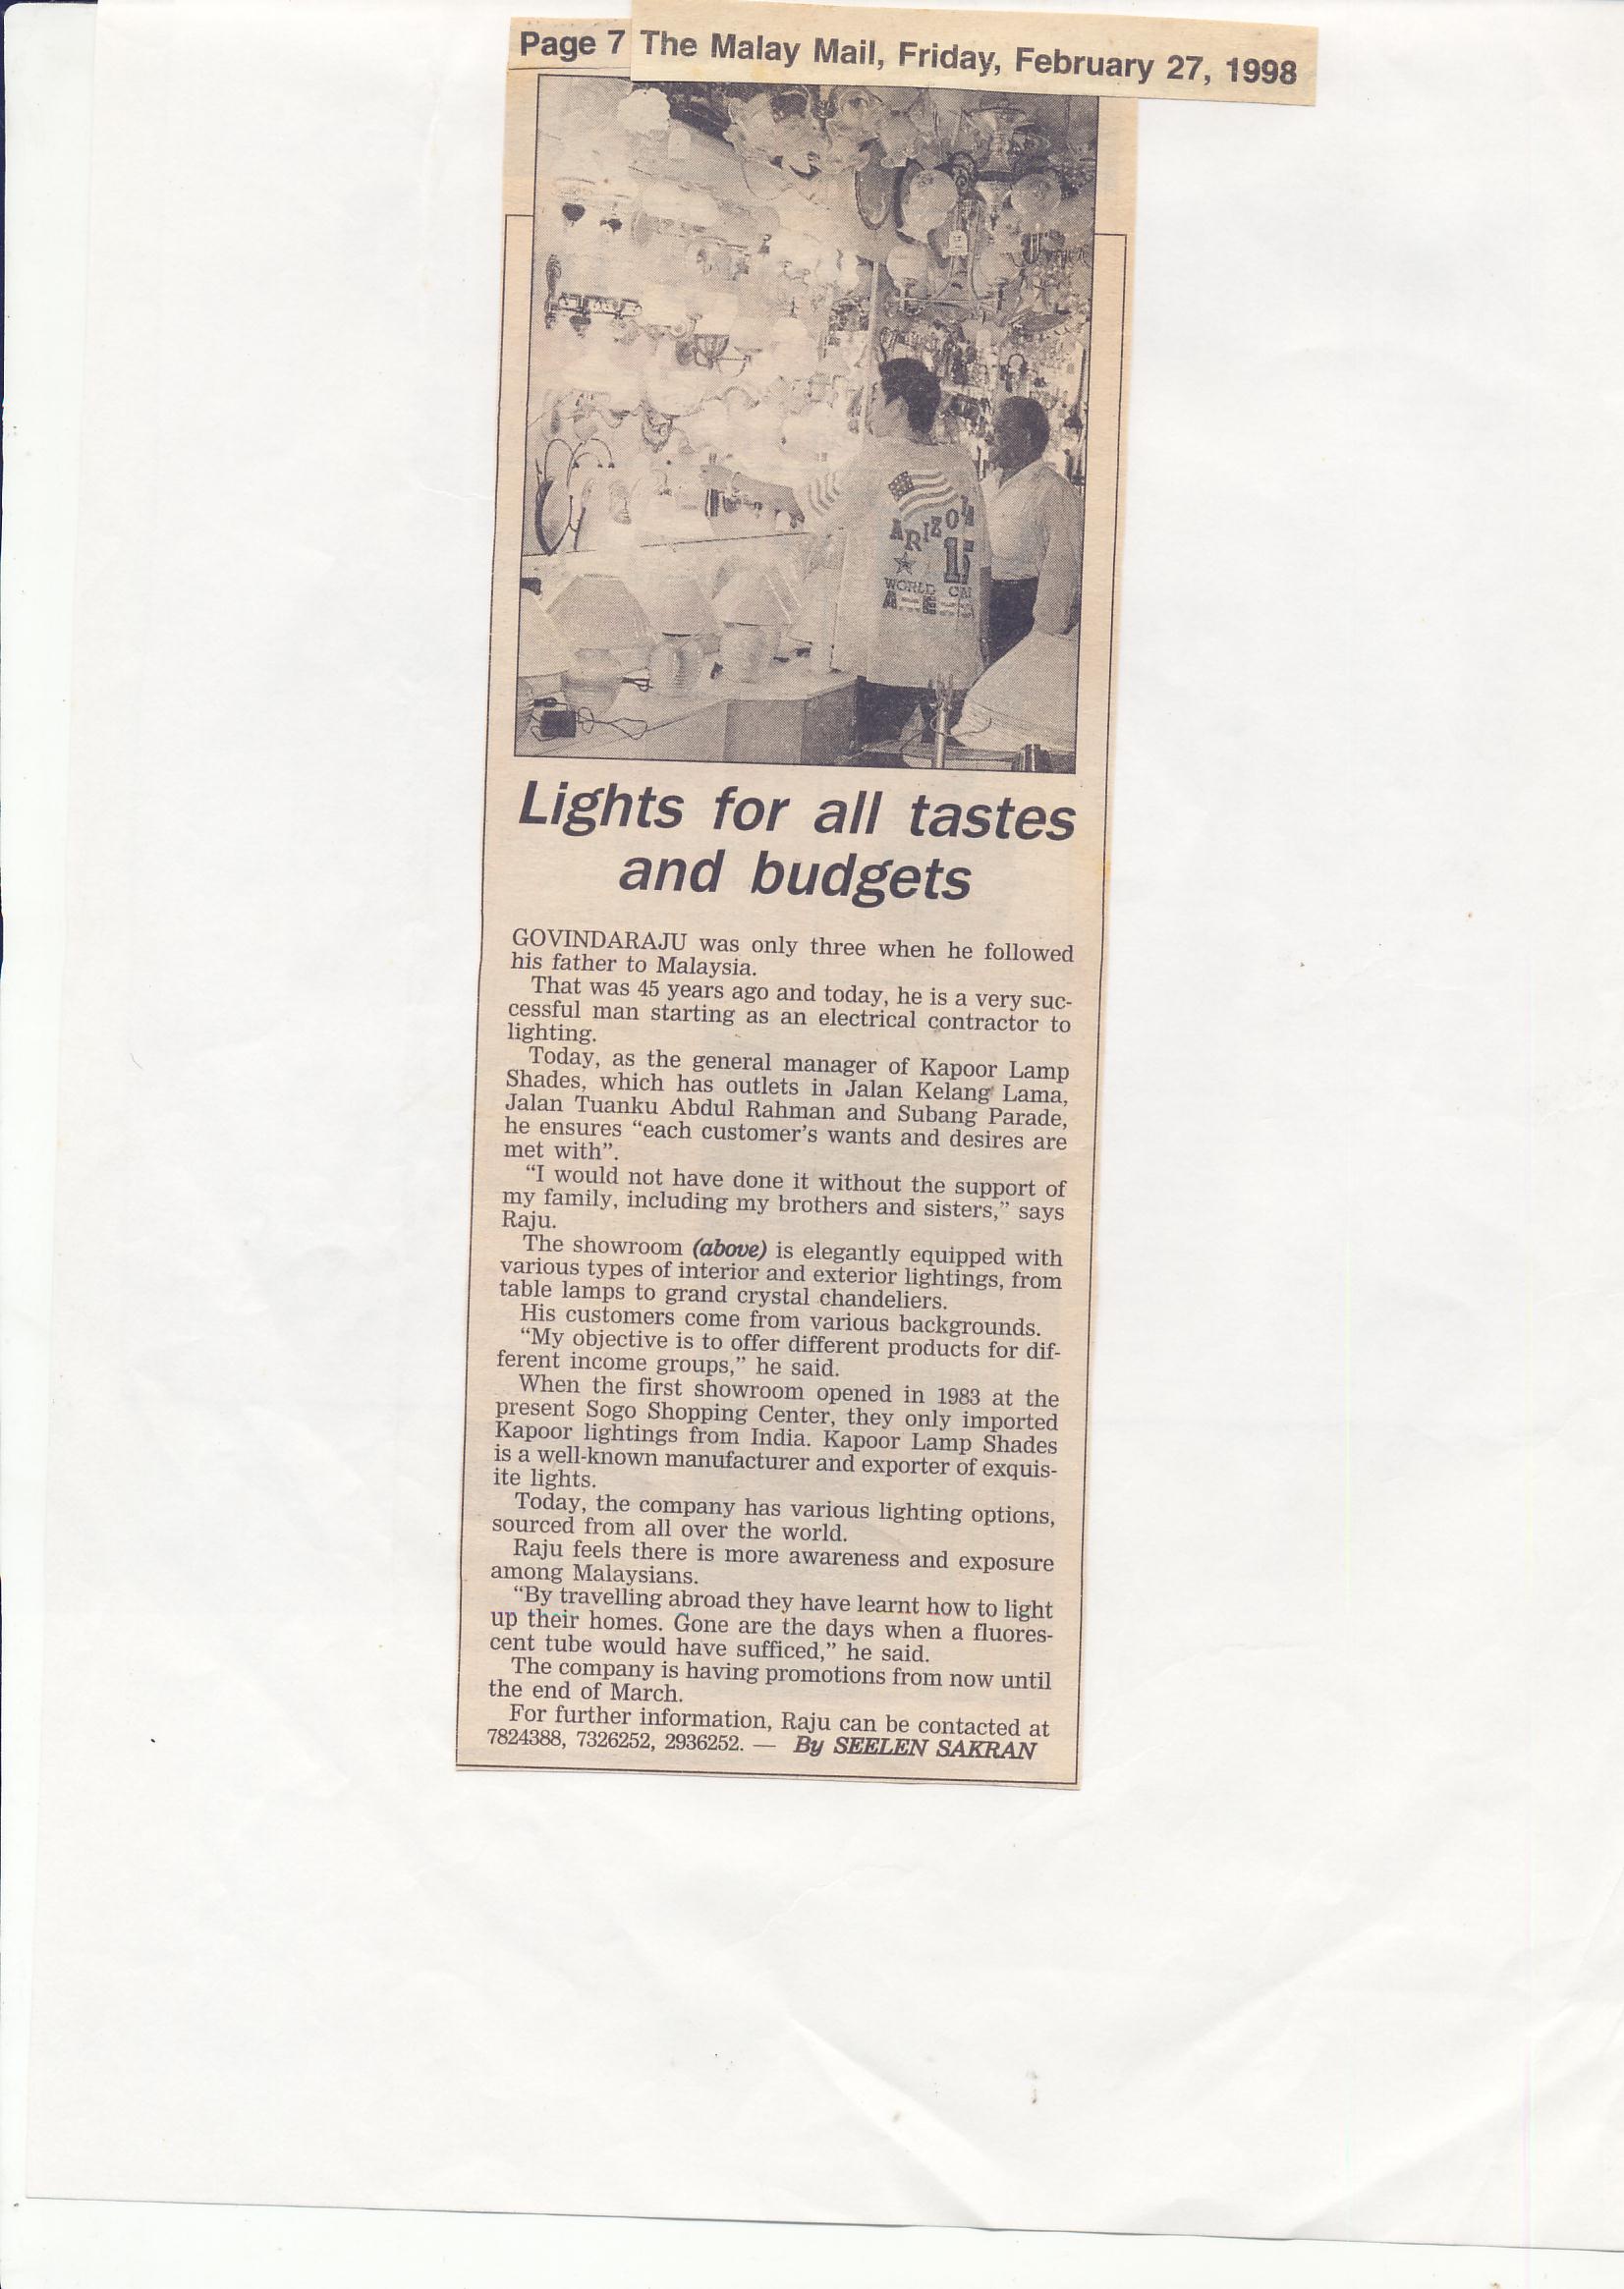 Page 7 The Malay Mail, Friday, February 27, 1998
ARIZO
15
WORLD
Lights for all tastes
and budgets
GOVINDARAJU was only three when he followed
his father to Malaysia.
That was 45 years ago and today, he is a very suc-
cessful man starting as an electrical contractor to
lighting.
Today, as the general manager of Kapoor Lamp
Shades, which has outlets in Jalan Kelang Lama,
Jalan Tuanku Abdul Rahman and Subang Parade,
he ensures “each customer’s wants and desires are
met with”.
“I would not have done it without the support of
my family, including my brothers and sisters,” says
Raju.
The showroom (above) is elegantly equipped with
various types of interior and exterior lightings, from
table lamps to grand crystal chandeliers.
His customers come from various backgrounds.
“My objective is to offer different products for dif-
ferent income groups,” he said.
When the first showroom opened in 1983 at the
present Sogo Shopping Center, they only imported
Kapoor lightings from India. Kapoor Lamp Shades
is a well-known manufacturer and exporter of exquis-
ite lights.
Today, the company has various lighting options,
sourced from all over the world.
Raju feels there is more awareness and exposure
among Malaysians.
“By travelling abroad they have learnt how to light
up their homes. Gone are the days when a fluores-
cent tube would have sufficed,” he said.
The company is having promotions from now until
the end of March.
For further information, Raju can be contacted at
7824388, 7326252, 2936252. — By SEELEN SAKRAN